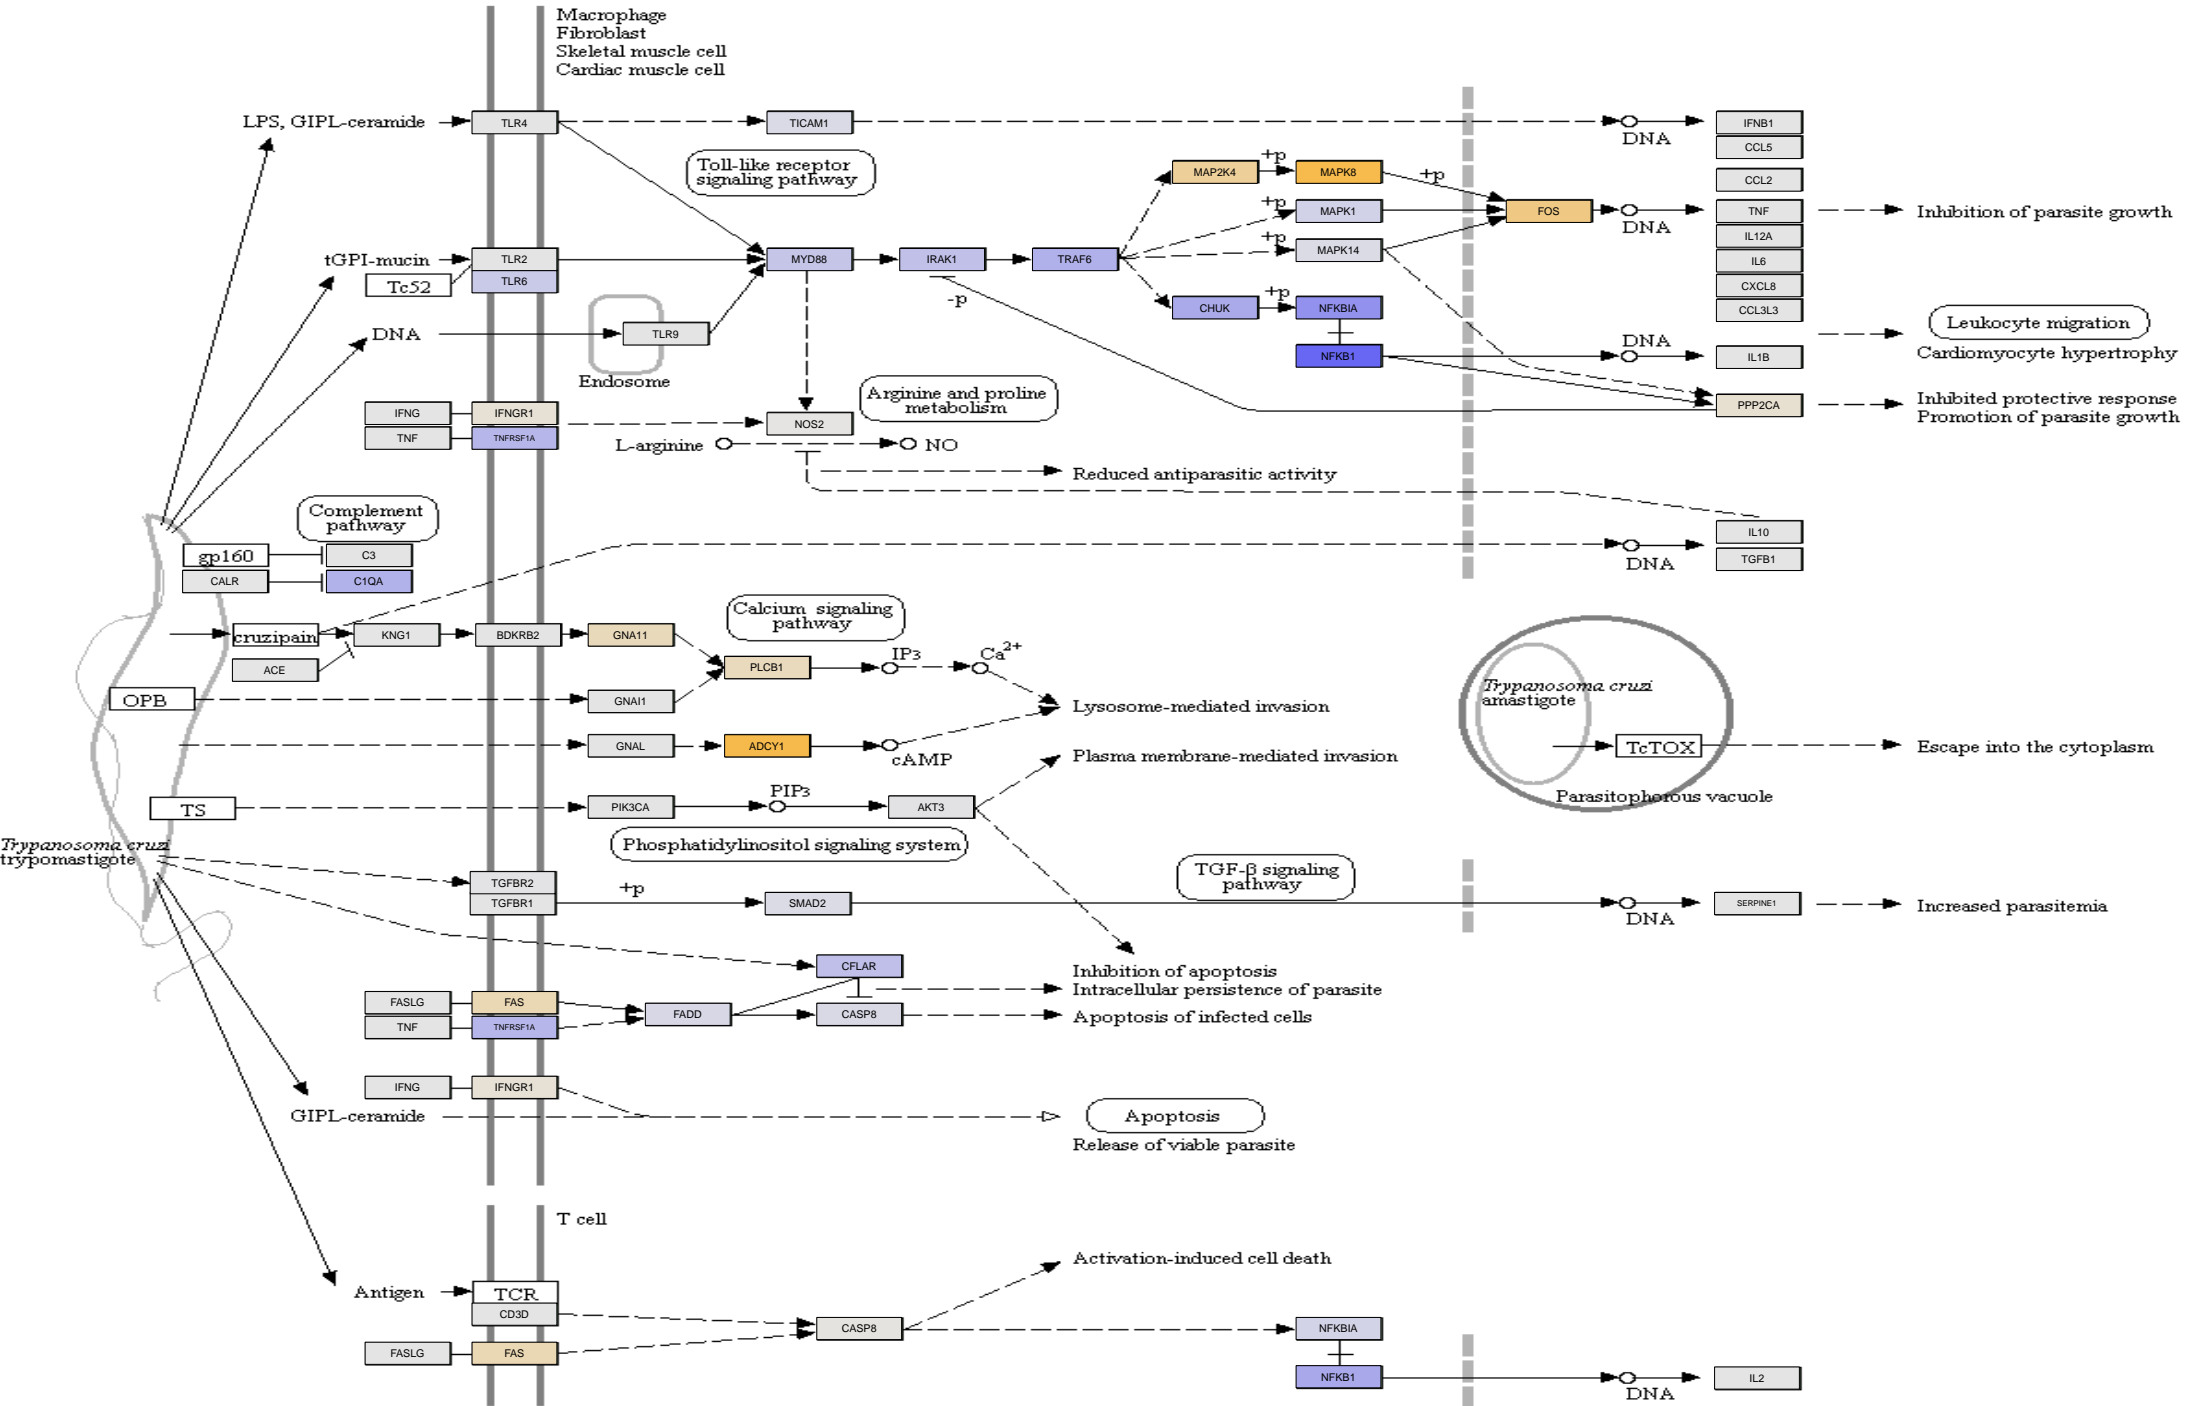 Macrophage
Fibroblast
Skeletal muscle cell
Cardiac muscle cell
LPS, GIPL-ceramide
TLR4
TICAM1
DNA
IFNB1
CCL5
Toll-like receptor
signaling pathway
MAP2K4
+p
MAPK8
+p
CCL2
+p
MAPK1
FOS
DNA
TNF
Inhibition of parasite growth
+p
MAPK14
IL12A
tGPI-mucin
TLR2
MYD88
IRAK1
TRAF6
IL6
Tc52
TLR6
CXCL8
-p
CHUK
+p
NFKBIA
CCL3L3
DNA
TLR9
Endosome
Leukocyte migration
Cardiomyocyte hypertrophy
NFKB1
DNA
IL1B
Arginine and proline
metabolism
PPP2CA
Inhibited protective response
Promotion of parasite growth
IFNG
IFNGR1
NOS2
TNF
TNFRSF1A
L-arginine
NO
Reduced antiparasitic activity
Complement
pathway
gp160
C3
CALR
C1QA
IL10
DNA
TGFB1
Calcium signaling
pathway
cruzipain
KNG1
BDKRB2
GNA11
ACE
PLCB1
IP3
Ca2+
OPB
GNAI1
Lysosome-mediated invasion
Trypanosoma cruzi
amastigote
GNAL
ADCY1
cAMP
Plasma membrane-mediated invasion
TcTOX
Escape into the cytoplasm
Parasitophorous vacuole
TS
PIK3CA
PIP3
AKT3
Phosphatidylinositol signaling system
Trypanosoma cruzi
trypomastigote
TGF-β signaling
pathway
TGFBR2
TGFBR1
+p
SMAD2
DNA
SERPINE1
Increased parasitemia
CFLAR
Inhibition of apoptosis
Intracellular persistence of parasite
FASLG
FAS
FADD
CASP8
Apoptosis of infected cells
TNF
TNFRSF1A
IFNG
IFNGR1
GIPL-ceramide
Apoptosis
Release of viable parasite
T cell
Activation-induced cell death
Antigen
TCR
CD3D
CASP8
NFKBIA
FASLG
FAS
NFKB1
DNA
IL2